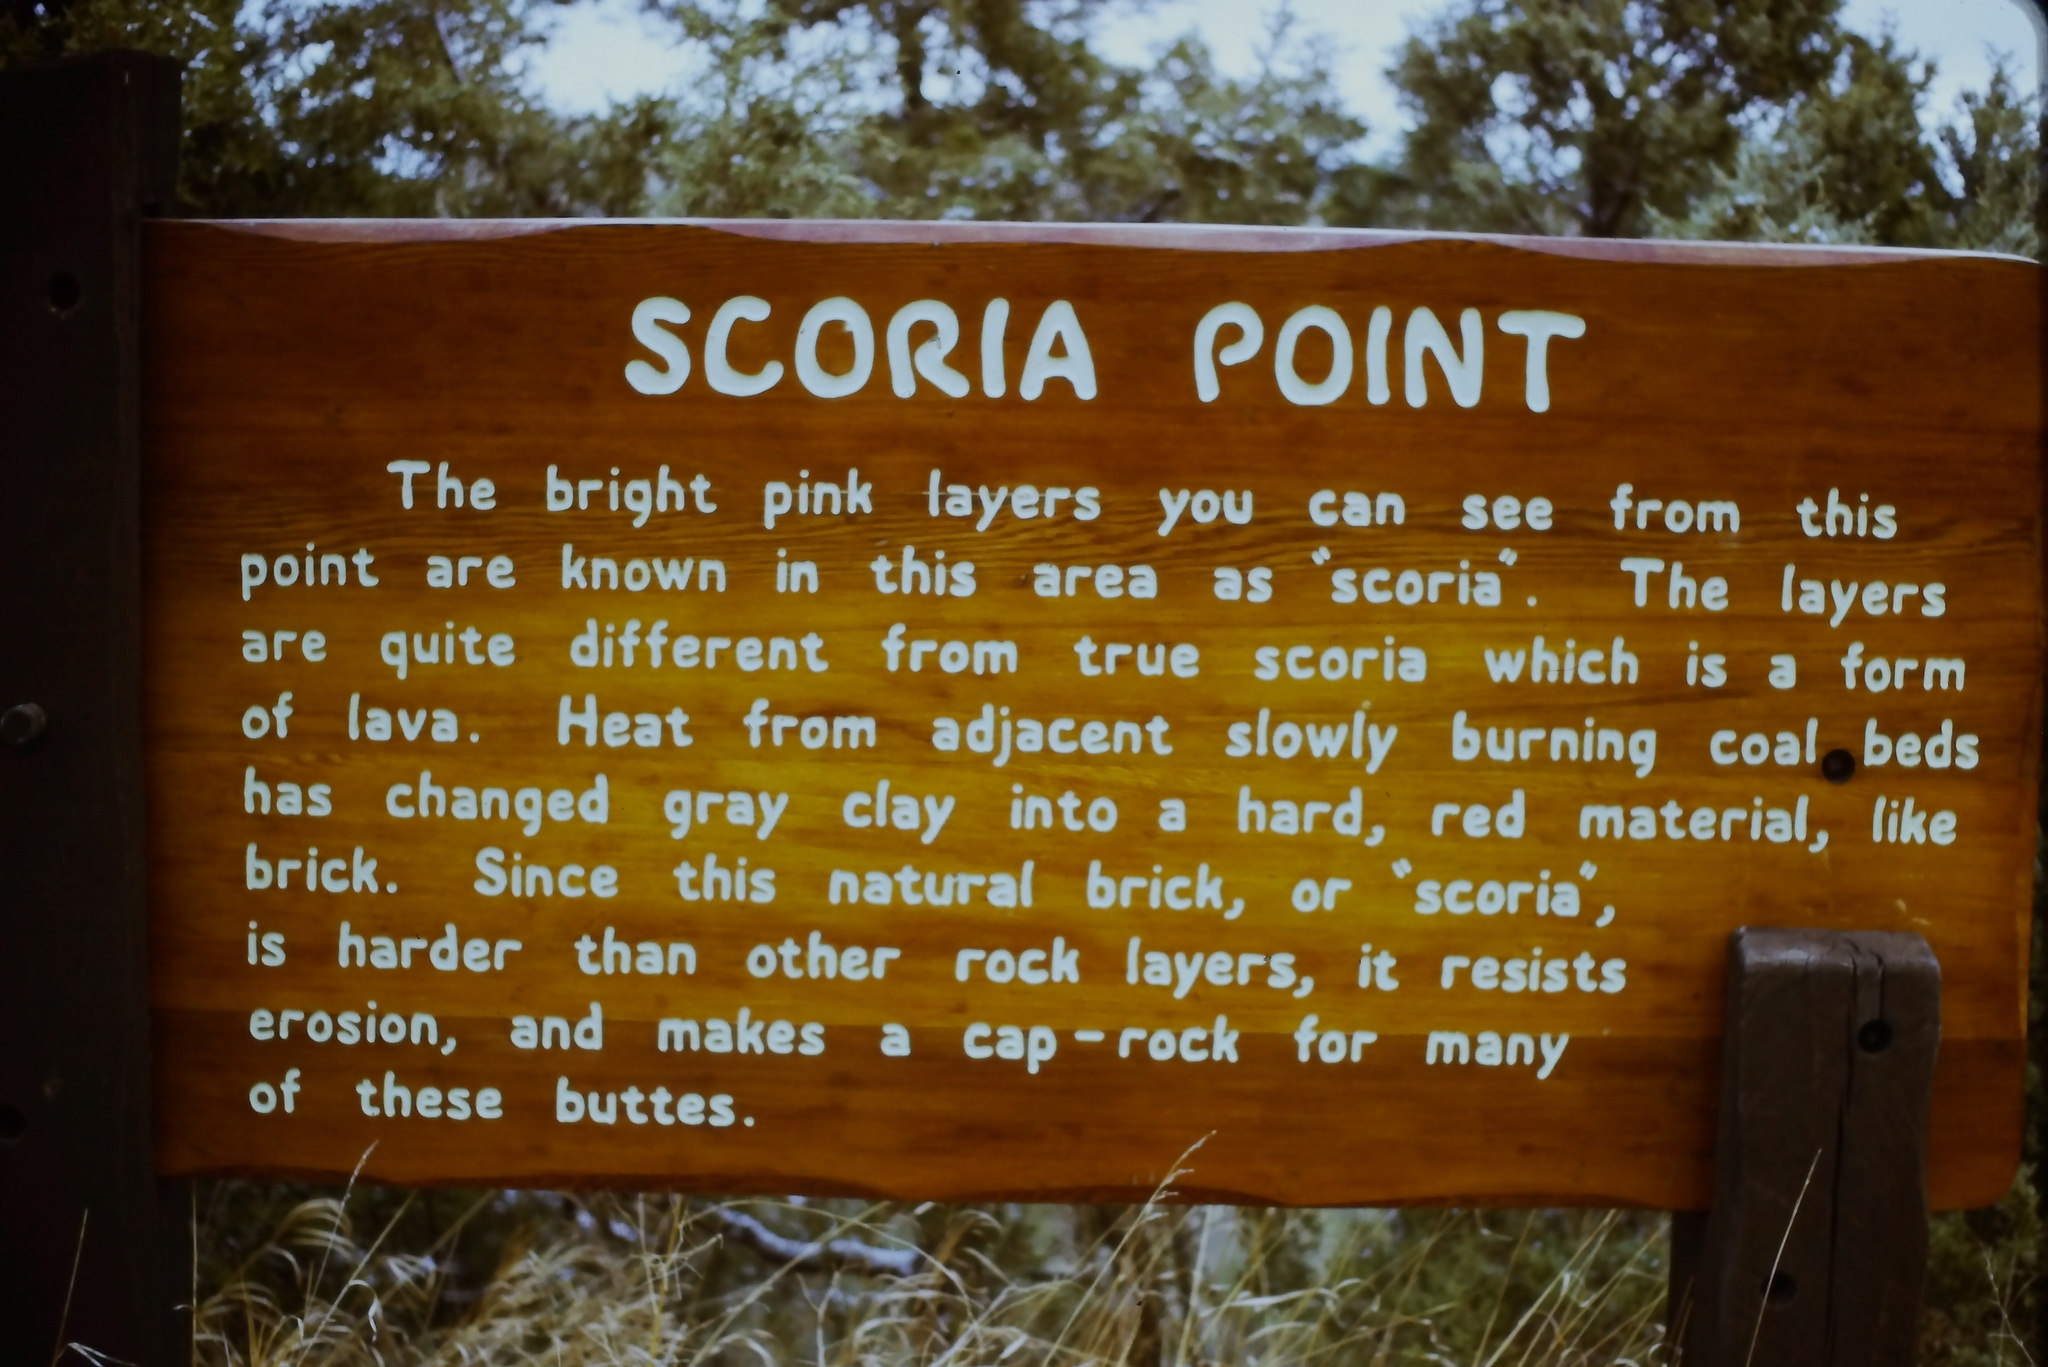 SCORIA POINT
The bright pink layers you can see from this
point are known in this area as "scoria". The layers
are quite different from true scoria which is a form
of lava. Heat from adjacent slowly burning coal beds
has changed gray clay into a hard, red material, like
brick. Since this natural brick, or "scoria",
is harder than other rock layers, it resists
erosion, and makes a cap-rock for many
of these buttes.